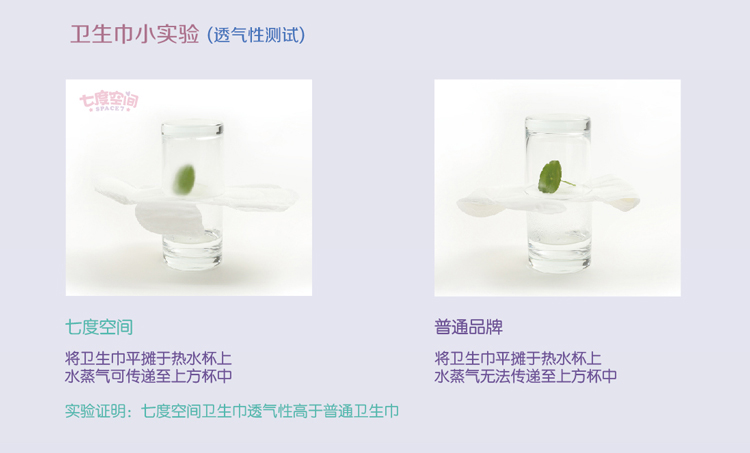 卫生巾小实验 (透气性测试)
七度空间
SPACE 7
七度空间
将卫生巾平摊于热水杯上
水蒸气可传递至上方杯中
普通品牌
将卫生巾平摊于热水杯上
水蒸气无法传递至上方杯中
实验证明：七度空间卫生巾透气性高于普通卫生巾